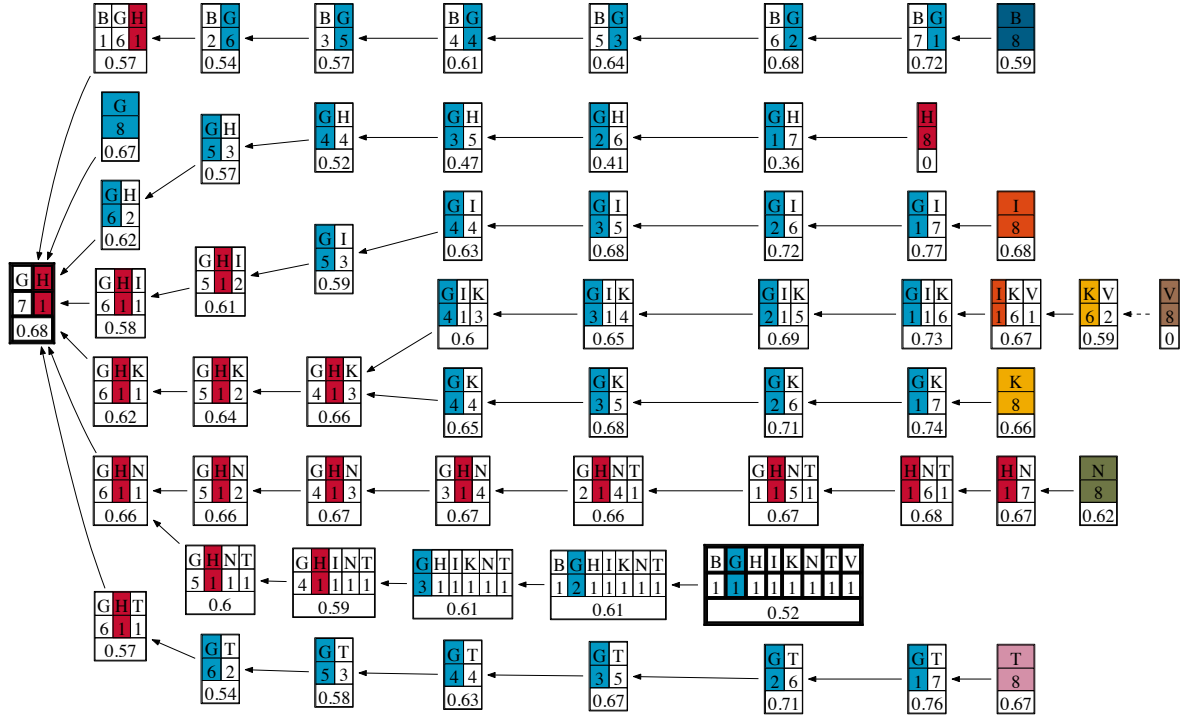 B G H B G B G B G B G B G B G B
1 6 1 2 6 3 5 4 4 5 3 6 2 7 1 8
0.57 0.54 0.57 0.61 0.64 0.68 0.72 0.59
G
8
0.67
G H G H G H G H G H H
5 3 4 4 3 5 2 6 1 7 8
0.57 0.52 0.47 0.41 0.36 0
G H
6 2
0.62
G I G I G I G I I
4 4 3 5 2 6 1 7 8
0.63 0.68 0.72 0.77 0.68
G H I G H I G I
6 1 1 5 1 2 5 3
0.58 0.61 0.59
G H
7 1
0.68
G I K G I K G I K G I K I K V K V V
4 1 3 3 1 4 2 1 5 1 1 6 1 6 1 6 2 8
0.6 0.65 0.69 0.73 0.67 0.59 0
G H K G H K G H K
6 1 1 5 1 2 4 1 3
0.62 0.64 0.66
G K G K G K G K K
4 4 3 5 2 6 1 7 8
0.65 0.68 0.71 0.74 0.66
G H N G H N G H N G H N G H N T G H N T H N T H N N
6 1 1 5 1 2 4 1 3 3 1 4 2 1 4 1 1 1 5 1 1 6 1 1 7 8
0.66 0.66 0.67 0.67 0.66 0.67 0.68 0.67 0.62
G H N T G H I N T G H I K N T B G H I K N T B G H I K N T V
5 1 1 1 4 1 1 1 1 3 1 1 1 1 1 1 2 1 1 1 1 1 1 1 1 1 1 1 1 1
0.6 0.59 0.61 0.61 0.52
G H T
6 1 1
0.57
G T G T G T G T G T G T T
6 2 5 3 4 4 3 5 2 6 1 7 8
0.54 0.58 0.63 0.67 0.71 0.76 0.67